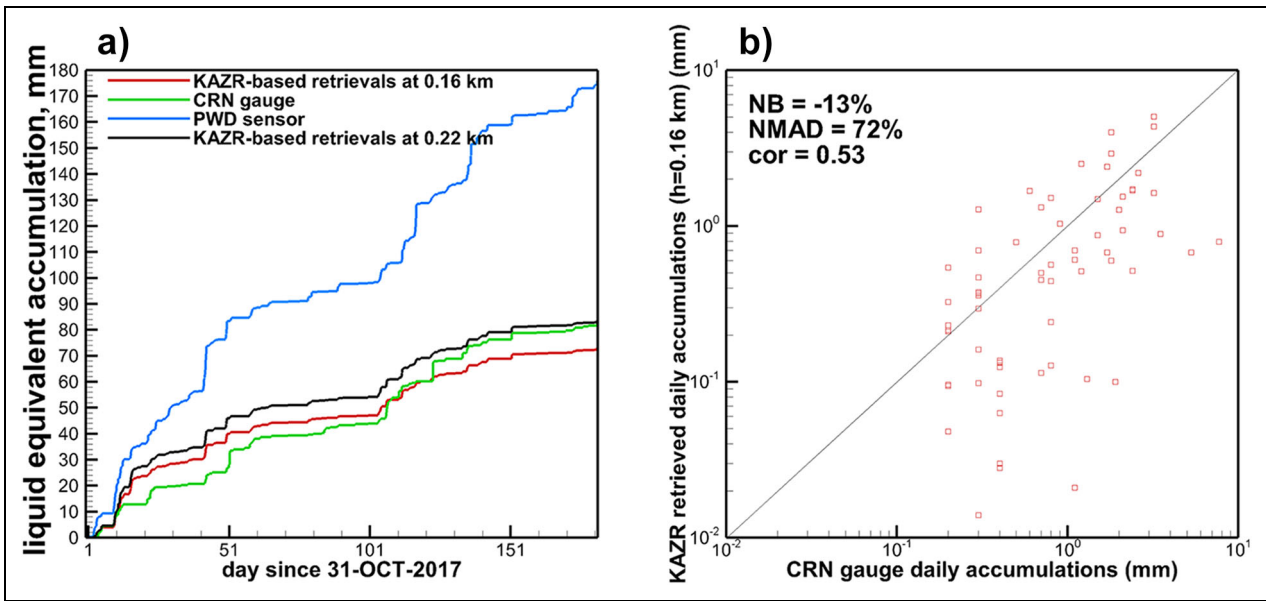 a)
liquid equivalent accumulation, mm
180
170
160
150
140
130
120
110
100
90
80
70
60
50
40
30
20
10
0
KAZR-based retrievals at 0.16 km
CRN gauge
PWD sensor
KAZR-based retrievals at 0.22 km
1
51
101
151
day since 31-OCT-2017
b)
KAZR retrieved daily accumulations (h=0.16 km) (mm)
10¹
10⁰
10⁻¹
10⁻²
NB = -13%
NMAD = 72%
cor = 0.53
10⁻²
10⁻¹
10⁰
10¹
CRN gauge daily accumulations (mm)